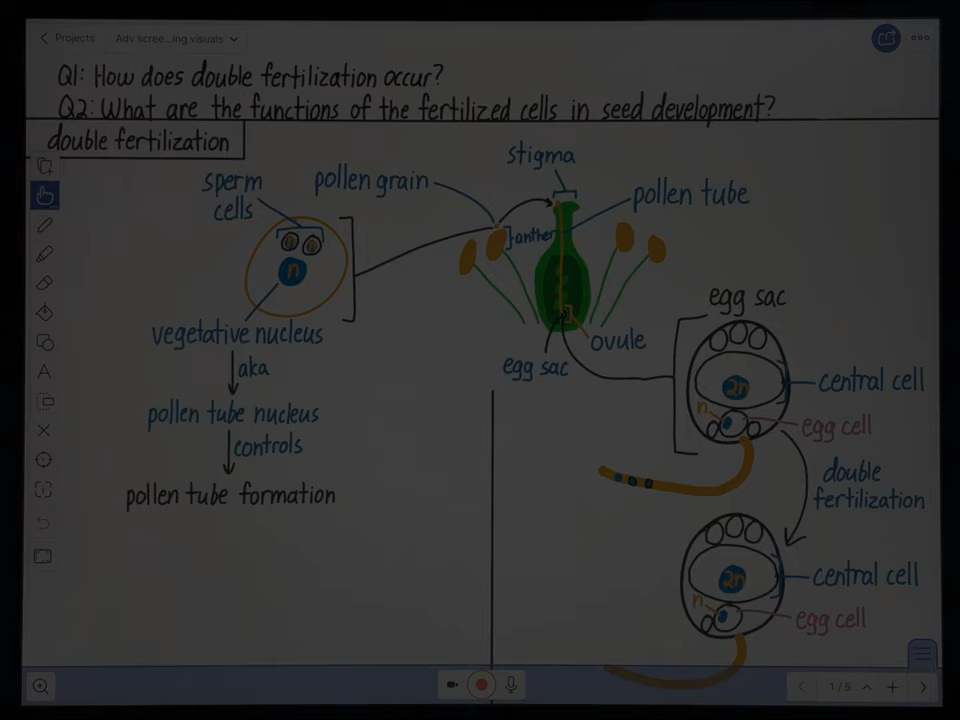 Projects
Adv scree...ing visuals
Q1: How does double fertilization occur?
Q2: What are the functions of the fertilized cells in seed development?
double fertilization
stigma
sperm cells
pollen grain
pollen tube
anther
n
vegetative nucleus
aka
pollen tube nucleus
controls
pollen tube formation
egg sac
ovule
egg sac
2n
central cell
n
egg cell
double
fertilization
2n
central cell
n
egg cell
1/5